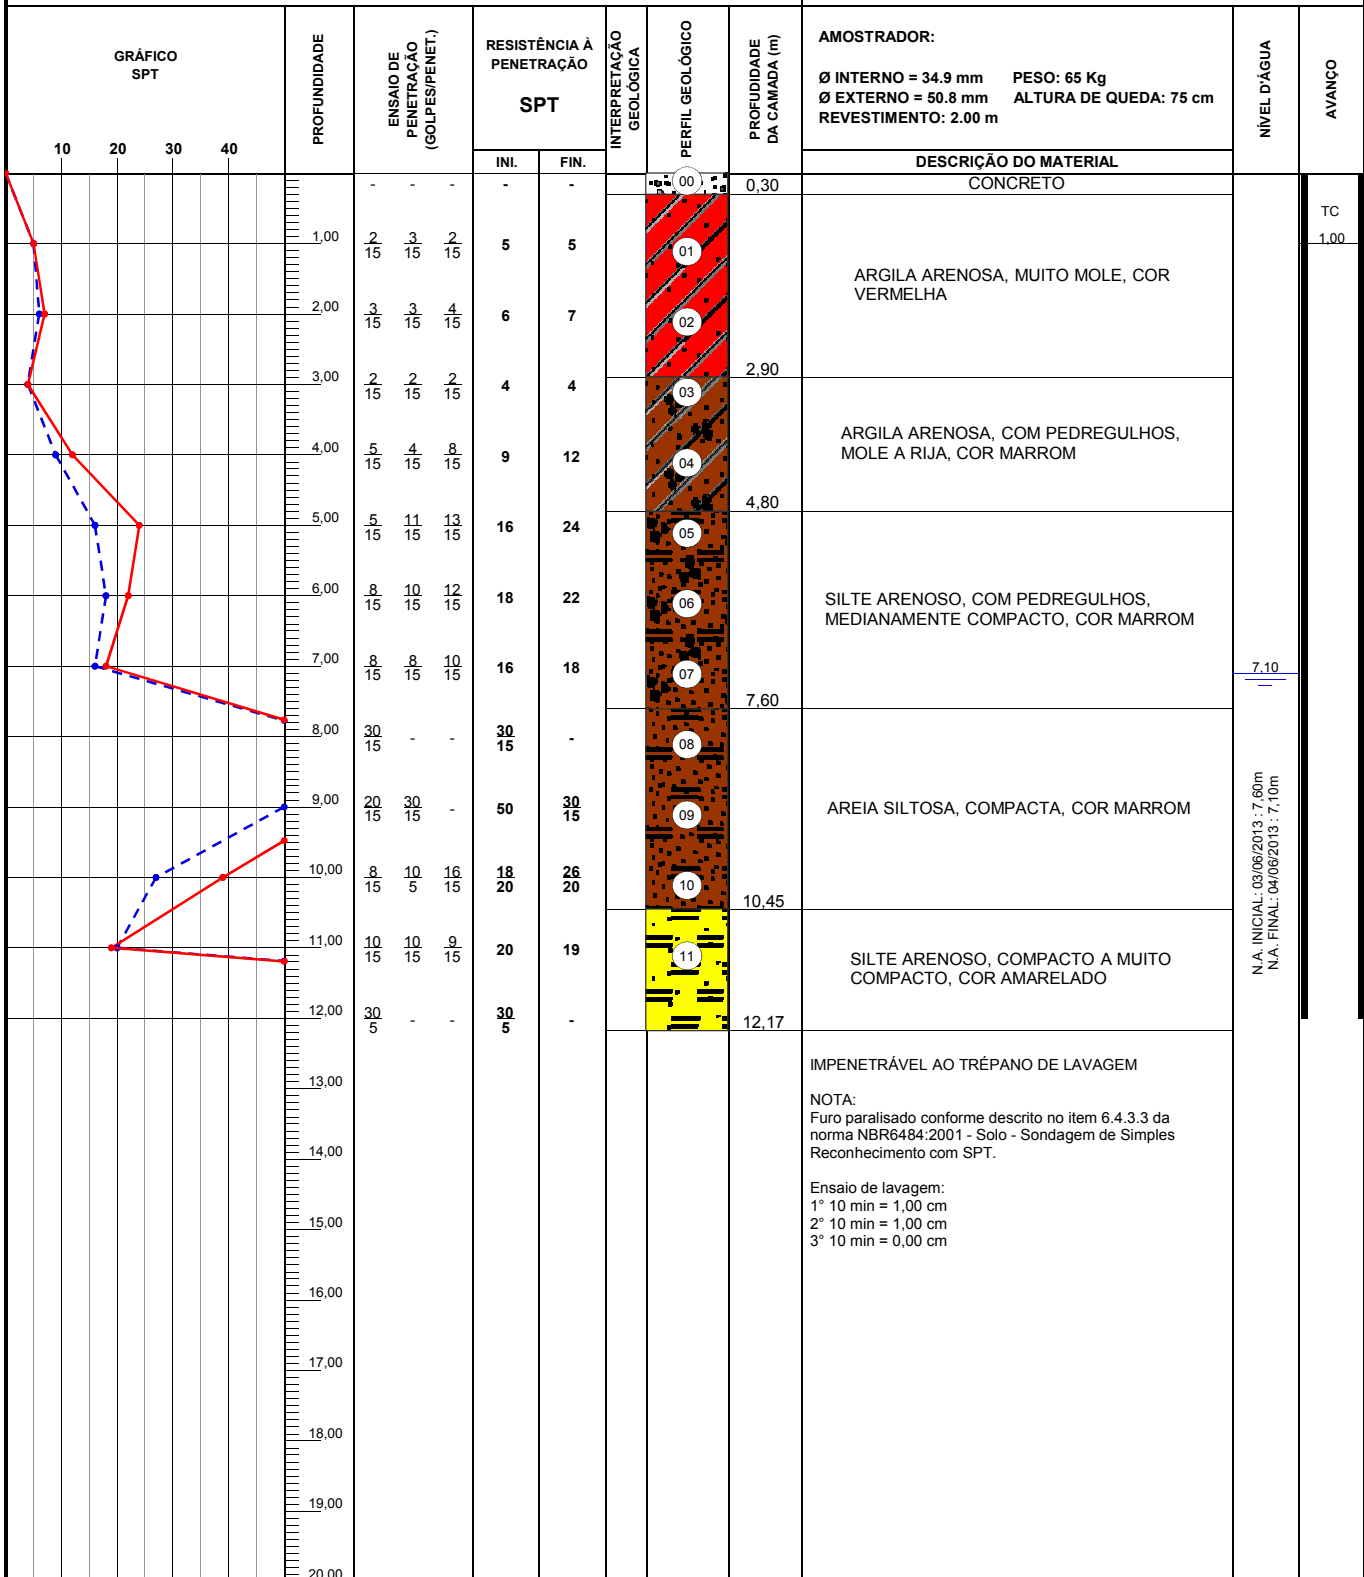 GRÁFICO
SPT
10 20 30 40
PROFUNDIDADE
ENSAIO DE
PENETRAÇÃO
(GOLPES/PENET.)
RESISTÊNCIA À
PENETRAÇÃO
SPT
INI. FIN.
INTERPRETAÇÃO
GEOLÓGICA
PERFIL GEOLÓGICO
PROFUDIDADE
DA CAMADA (m)
AMOSTRADOR:
Ø INTERNO = 34.9 mm PESO: 65 Kg
Ø EXTERNO = 50.8 mm ALTURA DE QUEDA: 75 cm
REVESTIMENTO: 2.00 m
DESCRIÇÃO DO MATERIAL
NÍVEL D'ÁGUA
AVANÇO
- - - - - 00 0,30 CONCRETO
TC
1,00
1,00 2/15 3/15 2/15 5 5 01
ARGILA ARENOSA, MUITO MOLE, COR
VERMELHA
2,00 3/15 3/15 4/15 6 7 02
2,90
3,00 2/15 2/15 2/15 4 4 03
ARGILA ARENOSA, COM PEDREGULHOS,
MOLE A RIJA, COR MARROM
4,00 5/15 4/15 8/15 9 12 04
4,80
5,00 5/15 11/15 13/15 16 24 05
6,00 8/15 10/15 12/15 18 22 06
SILTE ARENOSO, COM PEDREGULHOS,
MEDIANAMENTE COMPACTO, COR MARROM
7,00 8/15 8/15 10/15 16 18 07
7,10
7,60
8,00 30/15 - - 30/15 - 08
9,00 20/15 30/15 - 50 30/15 09
AREIA SILTOSA, COMPACTA, COR MARROM
10,00 8/15 10/5 16/15 18/20 26/20 10
10,45
11,00 10/15 10/15 9/15 20 19 11
SILTE ARENOSO, COMPACTO A MUITO
COMPACTO, COR AMARELADO
12,00 30/5 - - 30/5 -
12,17
N.A. INICIAL: 03/06/2013 : 7,60m
N.A. FINAL: 04/06/2013 : 7,10m
IMPENETRÁVEL AO TRÉPANO DE LAVAGEM
13,00
NOTA:
Furo paralisado conforme descrito no item 6.4.3.3 da
norma NBR6484:2001 - Solo - Sondagem de Simples
Reconhecimento com SPT.
14,00
Ensaio de lavagem:
1° 10 min = 1,00 cm
2° 10 min = 1,00 cm
3° 10 min = 0,00 cm
15,00
16,00
17,00
18,00
19,00
20,00